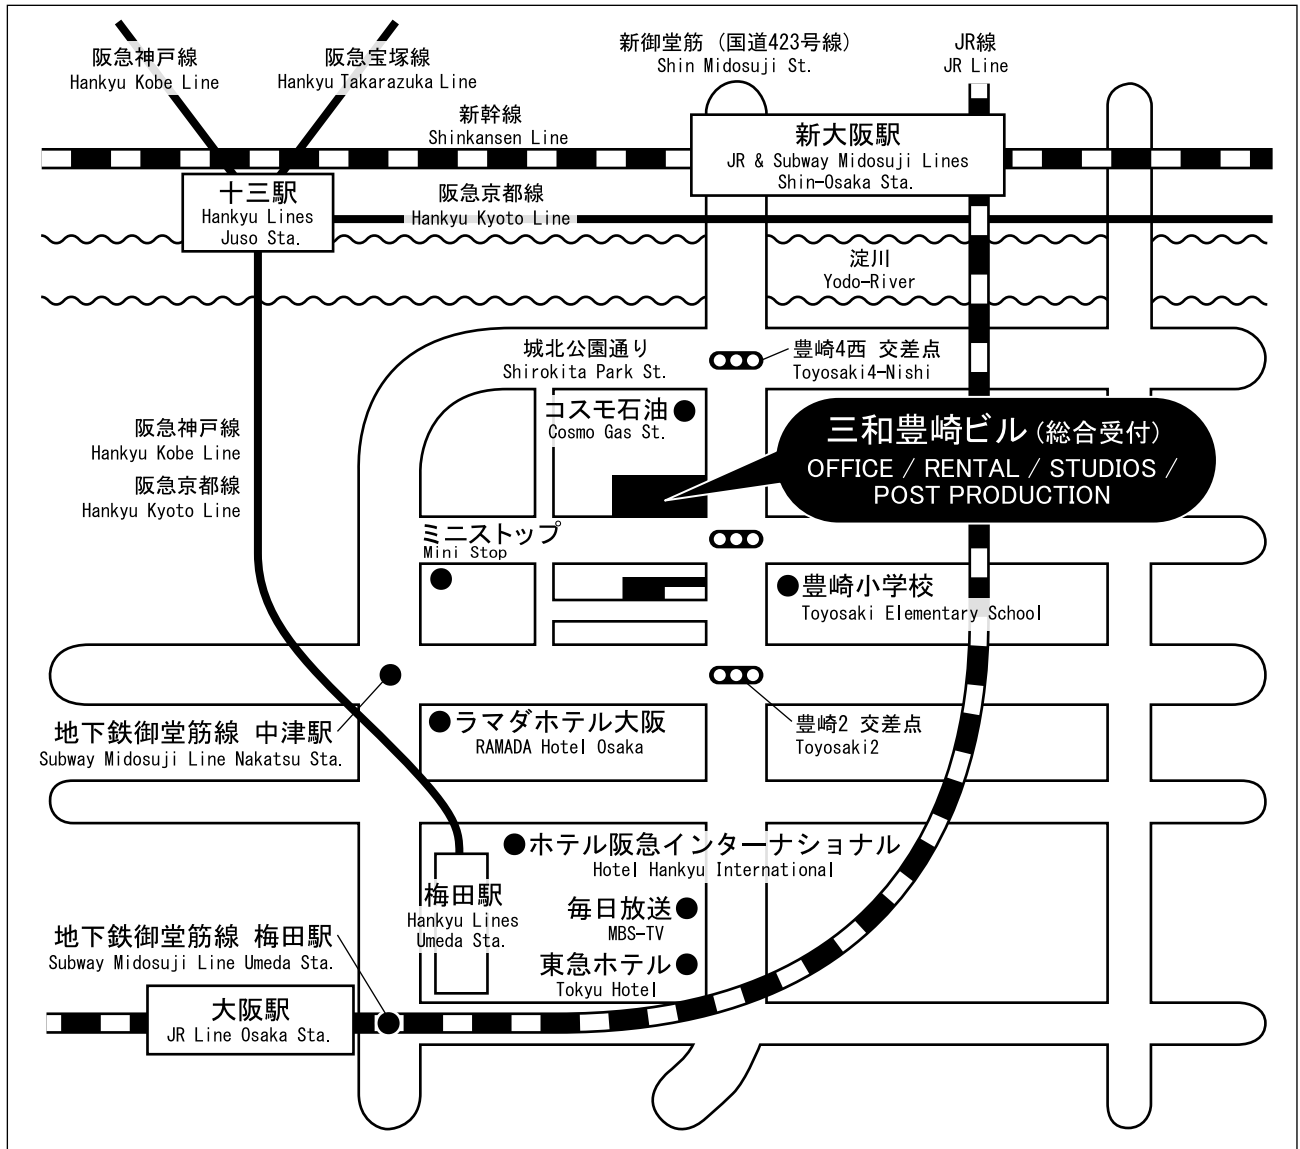 阪急神戸線
Hankyu Kobe Line
阪急宝塚線
Hankyu Takarazuka Line
新御堂筋（国道423号線）
Shin Midosuji St.
JR線
JR Line
新幹線
Shinkansen Line
新大阪駅
JR & Subway Midosuji Lines
Shin-Osaka Sta.
十三駅
Hankyu Lines
Juso Sta.
阪急京都線
Hankyu Kyoto Line
淀川
Yodo-River
城北公園通り
Shirokita Park St.
豊崎4西 交差点
Toyosaki4-Nishi
コスモ石油
Cosmo Gas St.
三和豊崎ビル（総合受付）
OFFICE / RENTAL / STUDIOS /
POST PRODUCTION
阪急神戸線
Hankyu Kobe Line
阪急京都線
Hankyu Kyoto Line
ミニストップ
Mini Stop
豊崎小学校
Toyosaki Elementary School
地下鉄御堂筋線 中津駅
Subway Midosuji Line Nakatsu Sta.
ラマダホテル大阪
RAMADA Hotel Osaka
豊崎2 交差点
Toyosaki2
ホテル阪急インターナショナル
Hotel Hankyu International
梅田駅
Hankyu Lines
Umeda Sta.
毎日放送
MBS-TV
地下鉄御堂筋線 梅田駅
Subway Midosuji Line Umeda Sta.
東急ホテル
Tokyu Hotel
大阪駅
JR Line Osaka Sta.